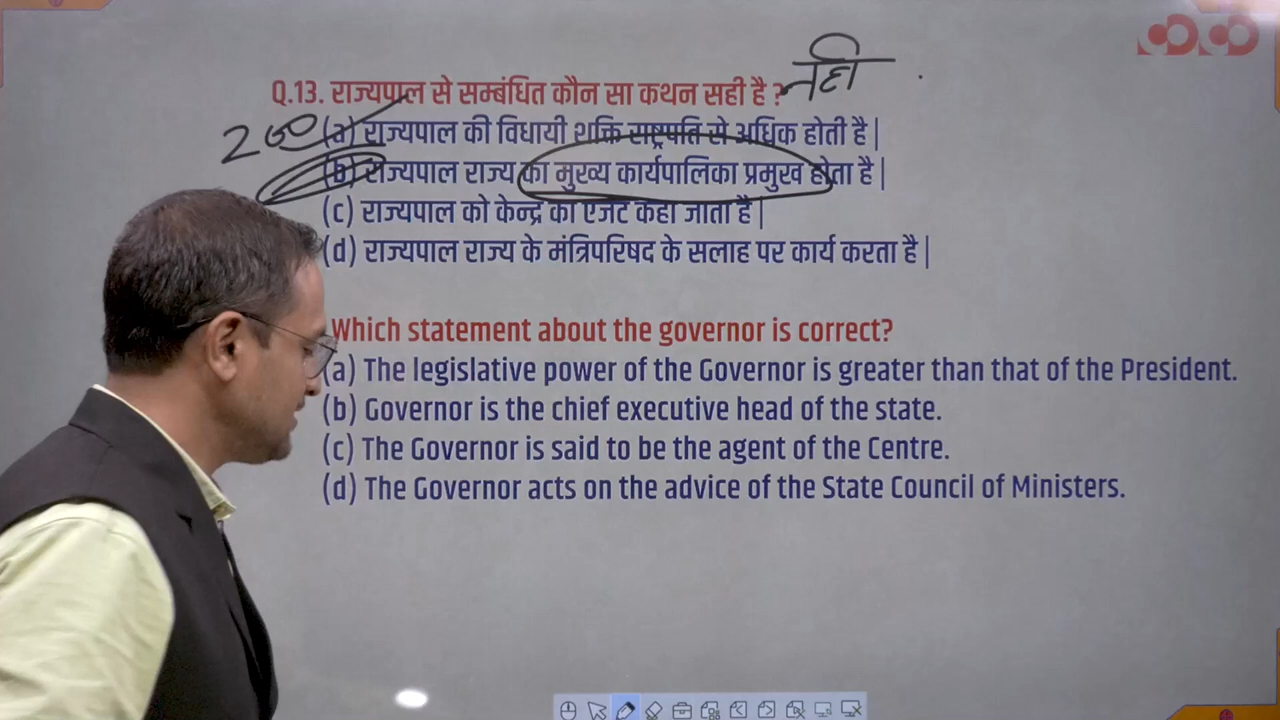 नही
Q.13. राज्यपाल से सम्बंधित कौन सा कथन सही है ?
200
(a) राज्यपाल की विधायी शक्ति राष्ट्रपति से अधिक होती है |
(b) राज्यपाल राज्य का मुख्य कार्यपालिका प्रमुख होता है |
(c) राज्यपाल को केन्द्र का एजेंट कहा जाता है |
(d) राज्यपाल राज्य के मंत्रिपरिषद के सलाह पर कार्य करता है |
Which statement about the governor is correct?
(a) The legislative power of the Governor is greater than that of the President.
(b) Governor is the chief executive head of the state.
(c) The Governor is said to be the agent of the Centre.
(d) The Governor acts on the advice of the State Council of Ministers.